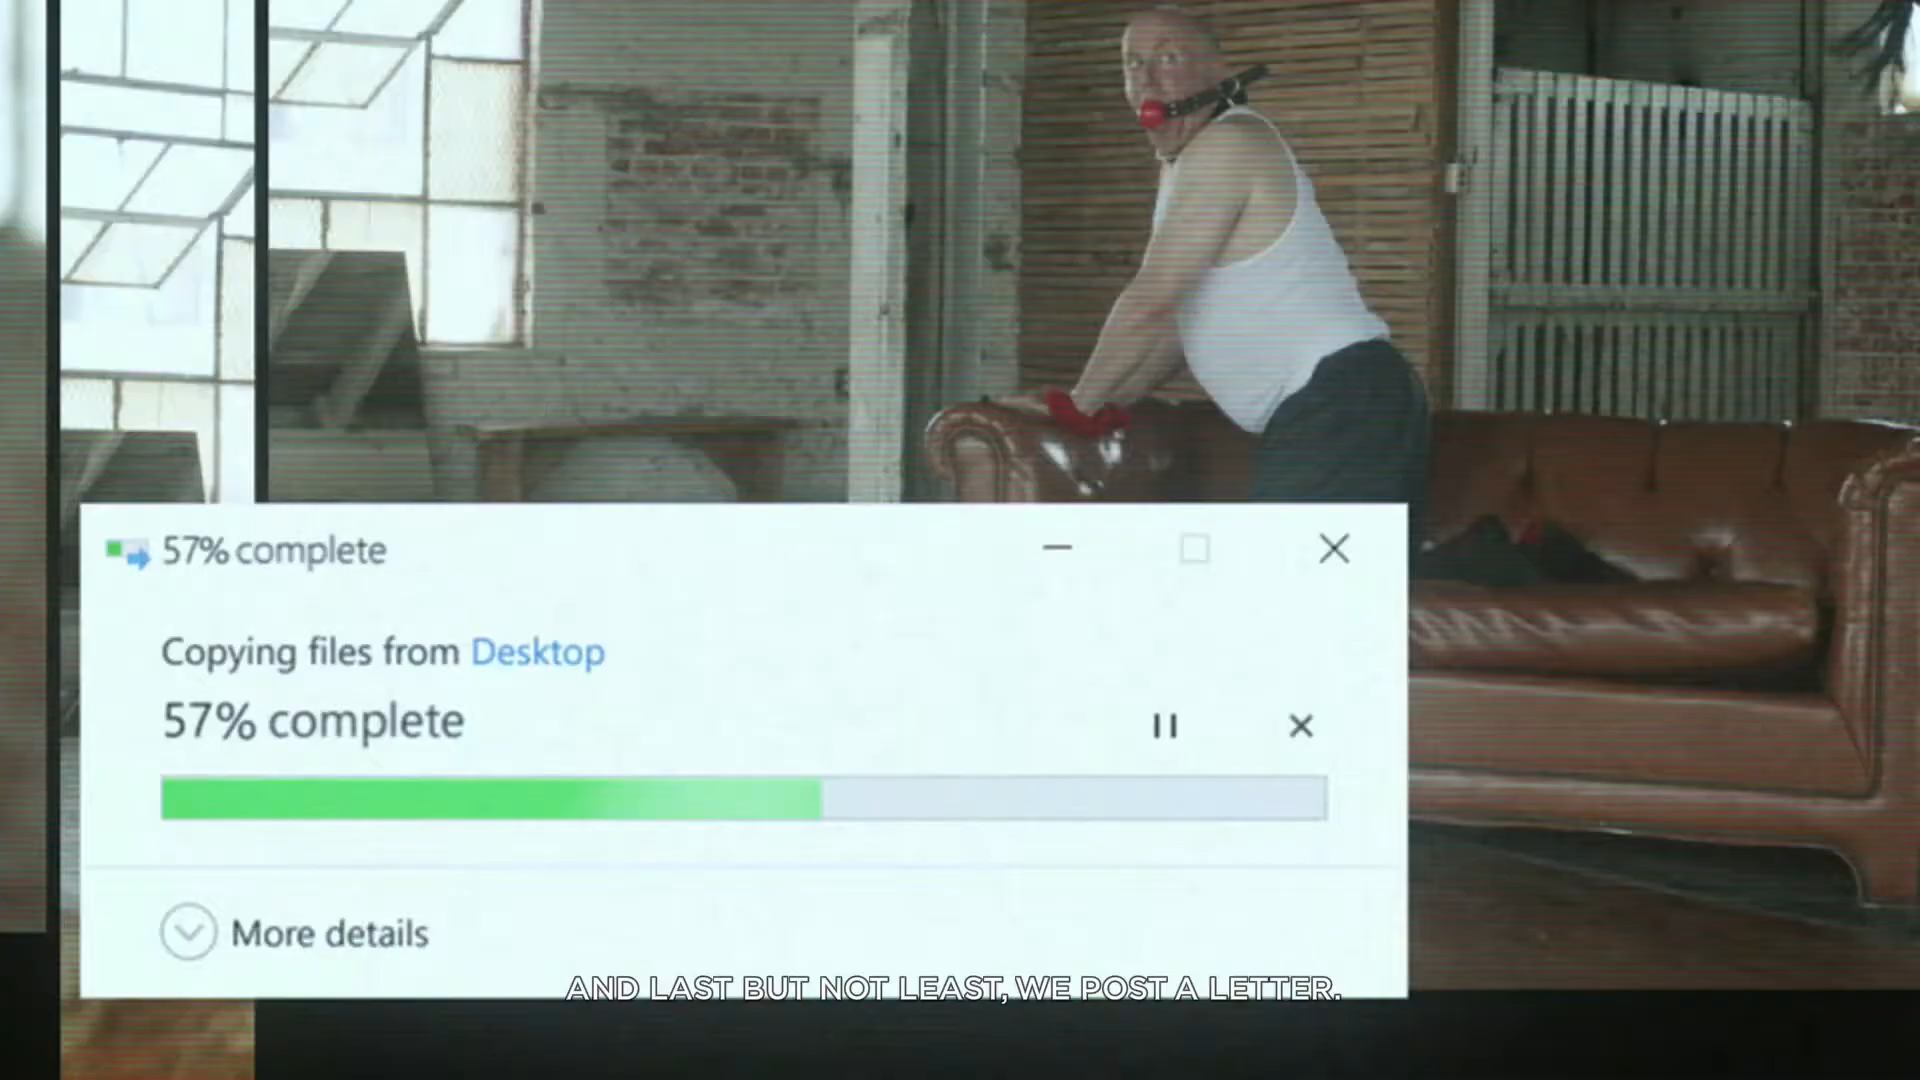 57% complete
Copying files from Desktop
57% complete
More details
AND LAST BUT NOT LEAST, WE POST A LETTER.